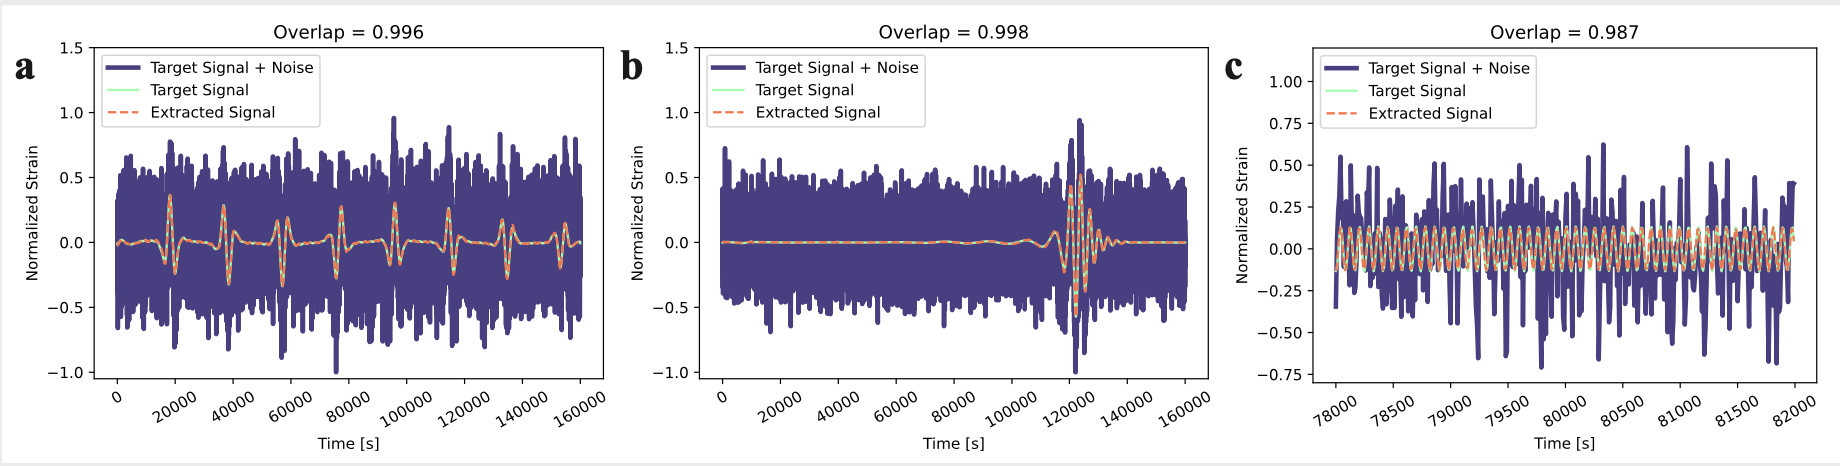 a
Overlap = 0.996
Target Signal + Noise
Target Signal
Extracted Signal
1.5
1.0
0.5
0.0
−0.5
−1.0
Normalized Strain
0 20000 40000 60000 80000 100000 120000 140000 160000
Time [s]
b
Overlap = 0.998
Target Signal + Noise
Target Signal
Extracted Signal
1.5
1.0
0.5
0.0
−0.5
−1.0
Normalized Strain
0 20000 40000 60000 80000 100000 120000 140000 160000
Time [s]
c
Overlap = 0.987
Target Signal + Noise
Target Signal
Extracted Signal
1.00
0.75
0.50
0.25
0.00
−0.25
−0.50
−0.75
Normalized Strain
78000 78500 79000 79500 80000 80500 81000 81500 82000
Time [s]